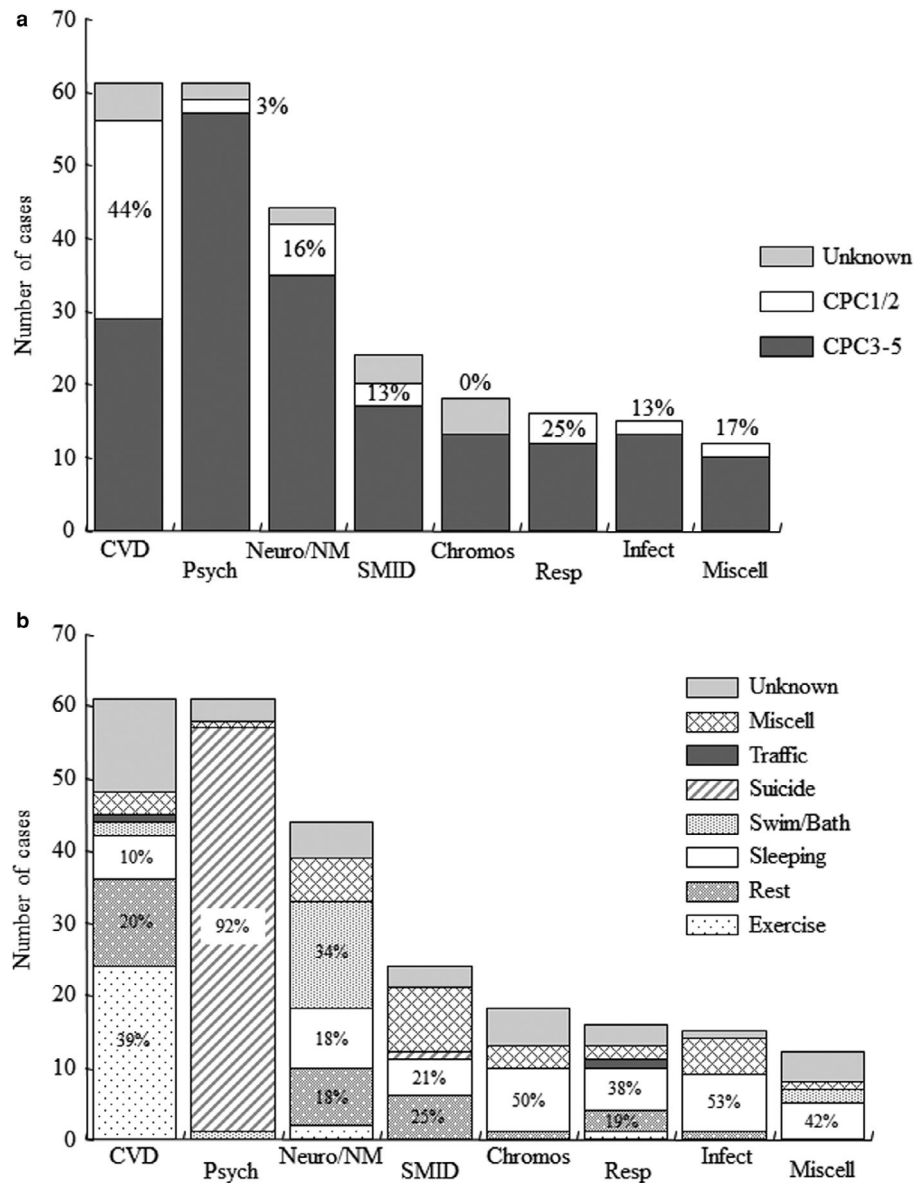 a
70
60
50
40
30
20
10
0
Number of cases
44%
3%
16%
13%
0%
25%
13%
17%
Unknown
CPC1/2
CPC3-5
CVD
Psych
Neuro/NM
SMID
Chromos
Resp
Infect
Miscell
b
70
60
50
40
30
20
10
0
Number of cases
10%
20%
39%
92%
34%
18%
18%
21%
25%
50%
38%
19%
53%
42%
Unknown
Miscell
Traffic
Suicide
Swim/Bath
Sleeping
Rest
Exercise
CVD
Psych
Neuro/NM
SMID
Chromos
Resp
Infect
Miscell